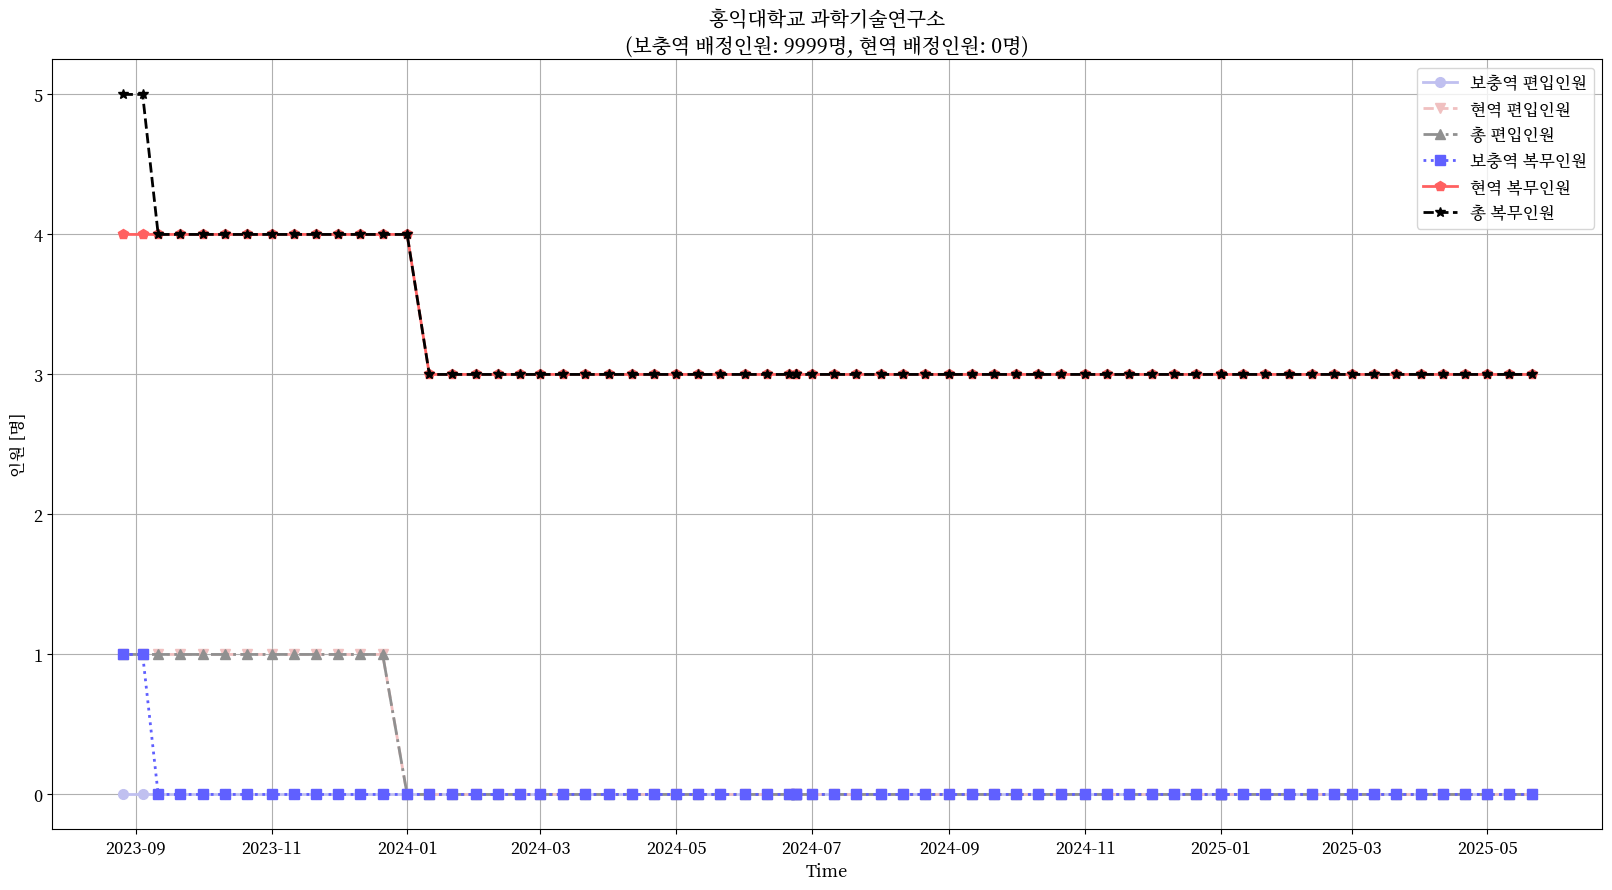 홍익대학교 과학기술연구소
(보충역 배정인원: 9999명, 현역 배정인원: 0명)
보충역 편입인원
현역 편입인원
총 편입인원
보충역 복무인원
현역 복무인원
총 복무인원
인원 [명]
5
4
3
2
1
0
2023-09
2023-11
2024-01
2024-03
2024-05
2024-07
2024-09
2024-11
2025-01
2025-03
2025-05
Time